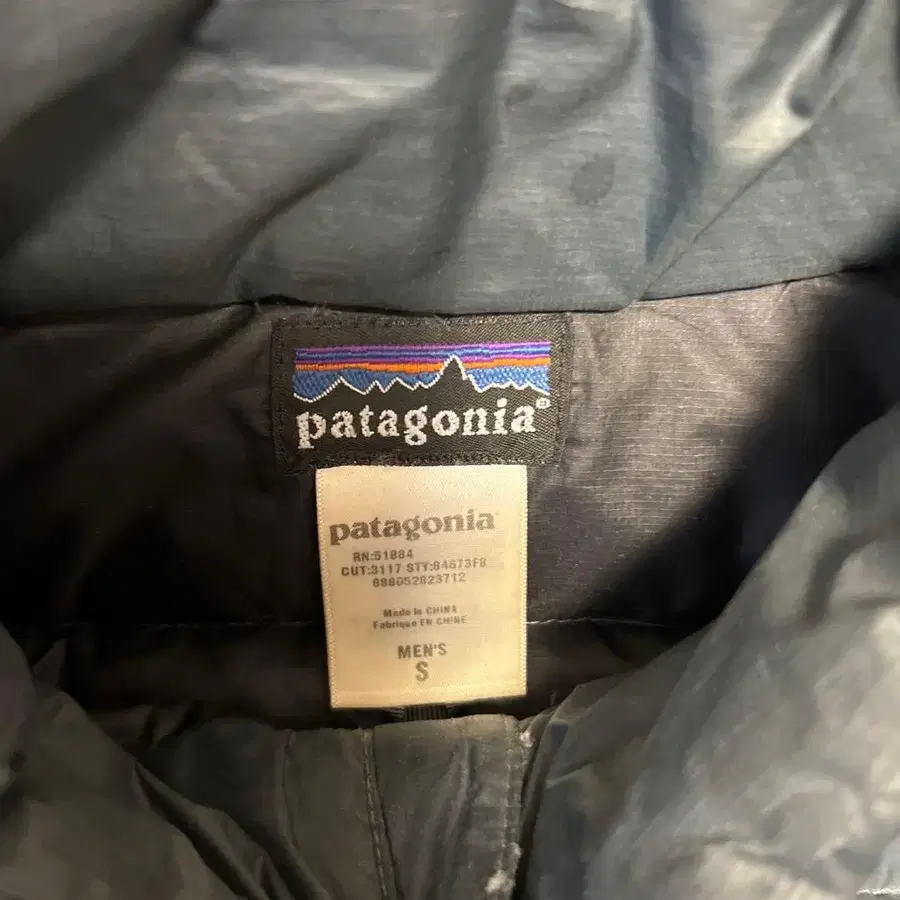 patagonia®
patagonia
RN:51884
CUT:3117 STY:84673F8
888052823712
Made in CHINA
Fabriqué EN CHINE
MEN'S
S